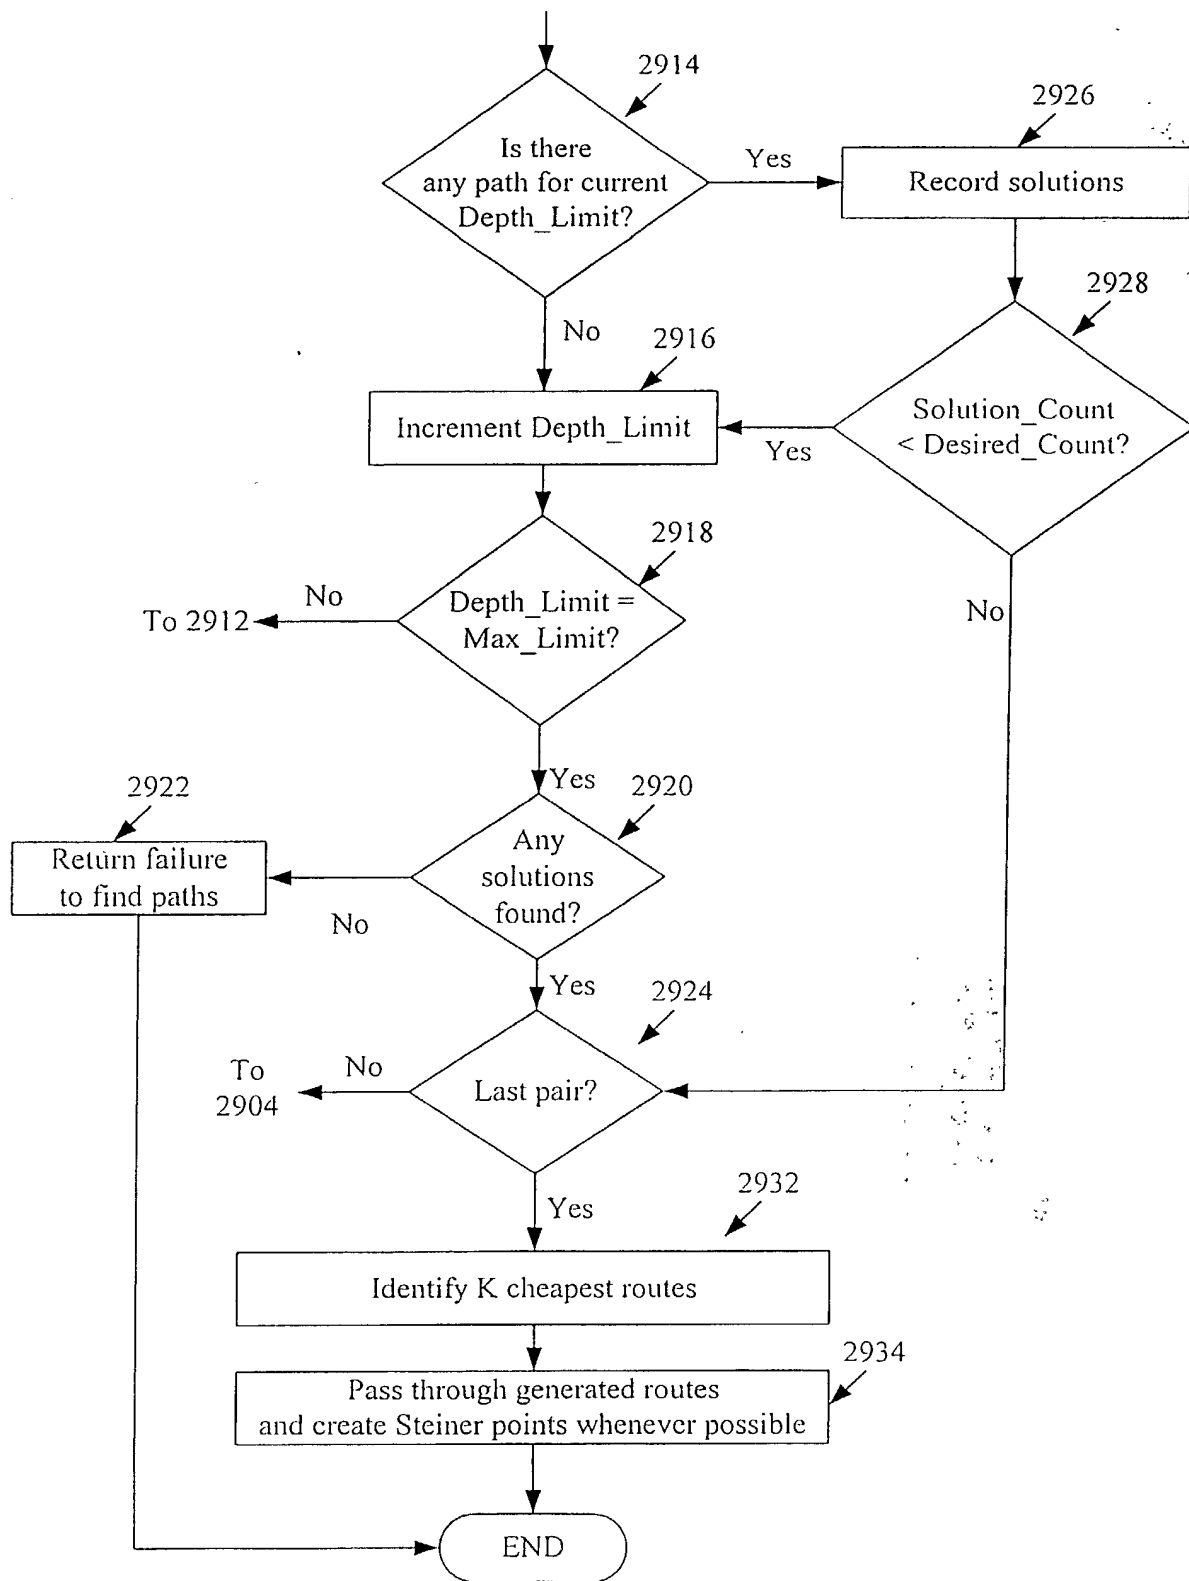 2914
Is there
any path for current
Depth_Limit?
Yes
2926
Record solutions
No
2916
Increment Depth_Limit
2928
Solution_Count
< Desired_Count?
Yes
No
2918
Depth_Limit =
Max_Limit?
No
To 2912
Yes
2920
Any
solutions
found?
2922
Return failure
to find paths
No
Yes
2924
Last pair?
No
To
2904
Yes
2932
Identify K cheapest routes
2934
Pass through generated routes
and create Steiner points whenever possible
END